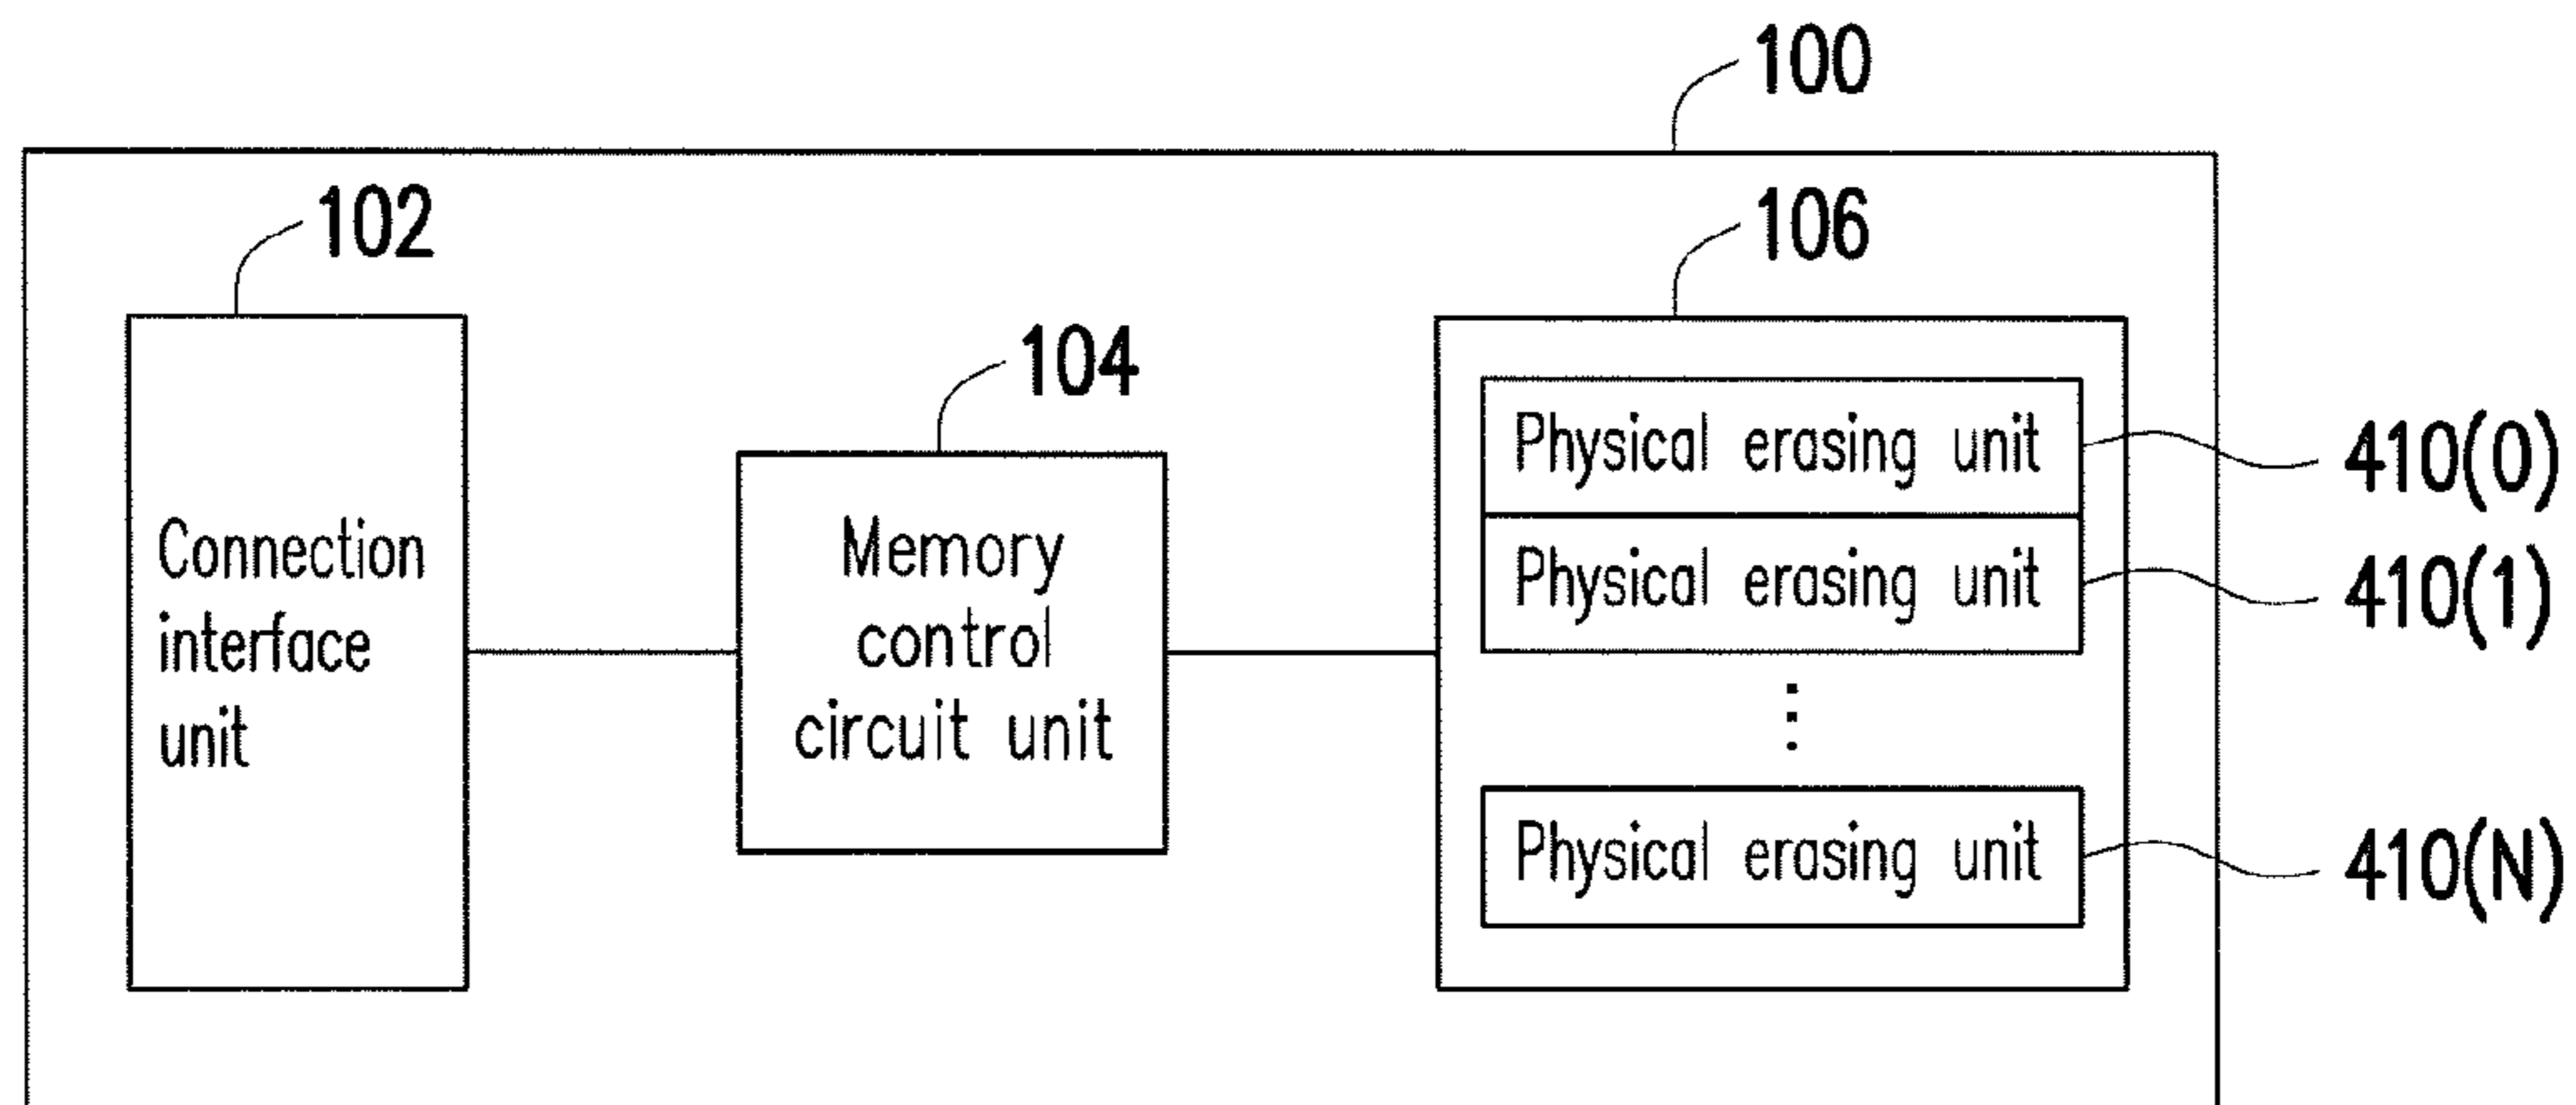 100
102
106
104
Physical erasing unit
410(0)
Connection
interface
unit
Memory
control
circuit unit
Physical erasing unit
410(1)
Physical erasing unit
410(N)